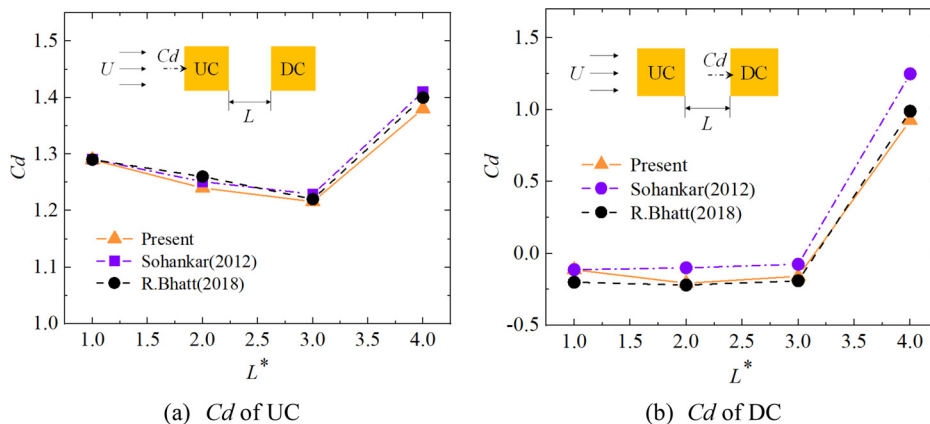 1.5
1.4
1.3
1.2
1.1
1.0
Cd
U
Cd
UC
DC
L
Present
Sohankar(2012)
R.Bhatt(2018)
1.0 1.5 2.0 2.5 3.0 3.5 4.0
L*
(a) Cd of UC
1.5
1.0
0.5
0.0
-0.5
Cd
U
UC
Cd
DC
L
Present
Sohankar(2012)
R.Bhatt(2018)
1.0 1.5 2.0 2.5 3.0 3.5 4.0
L*
(b) Cd of DC